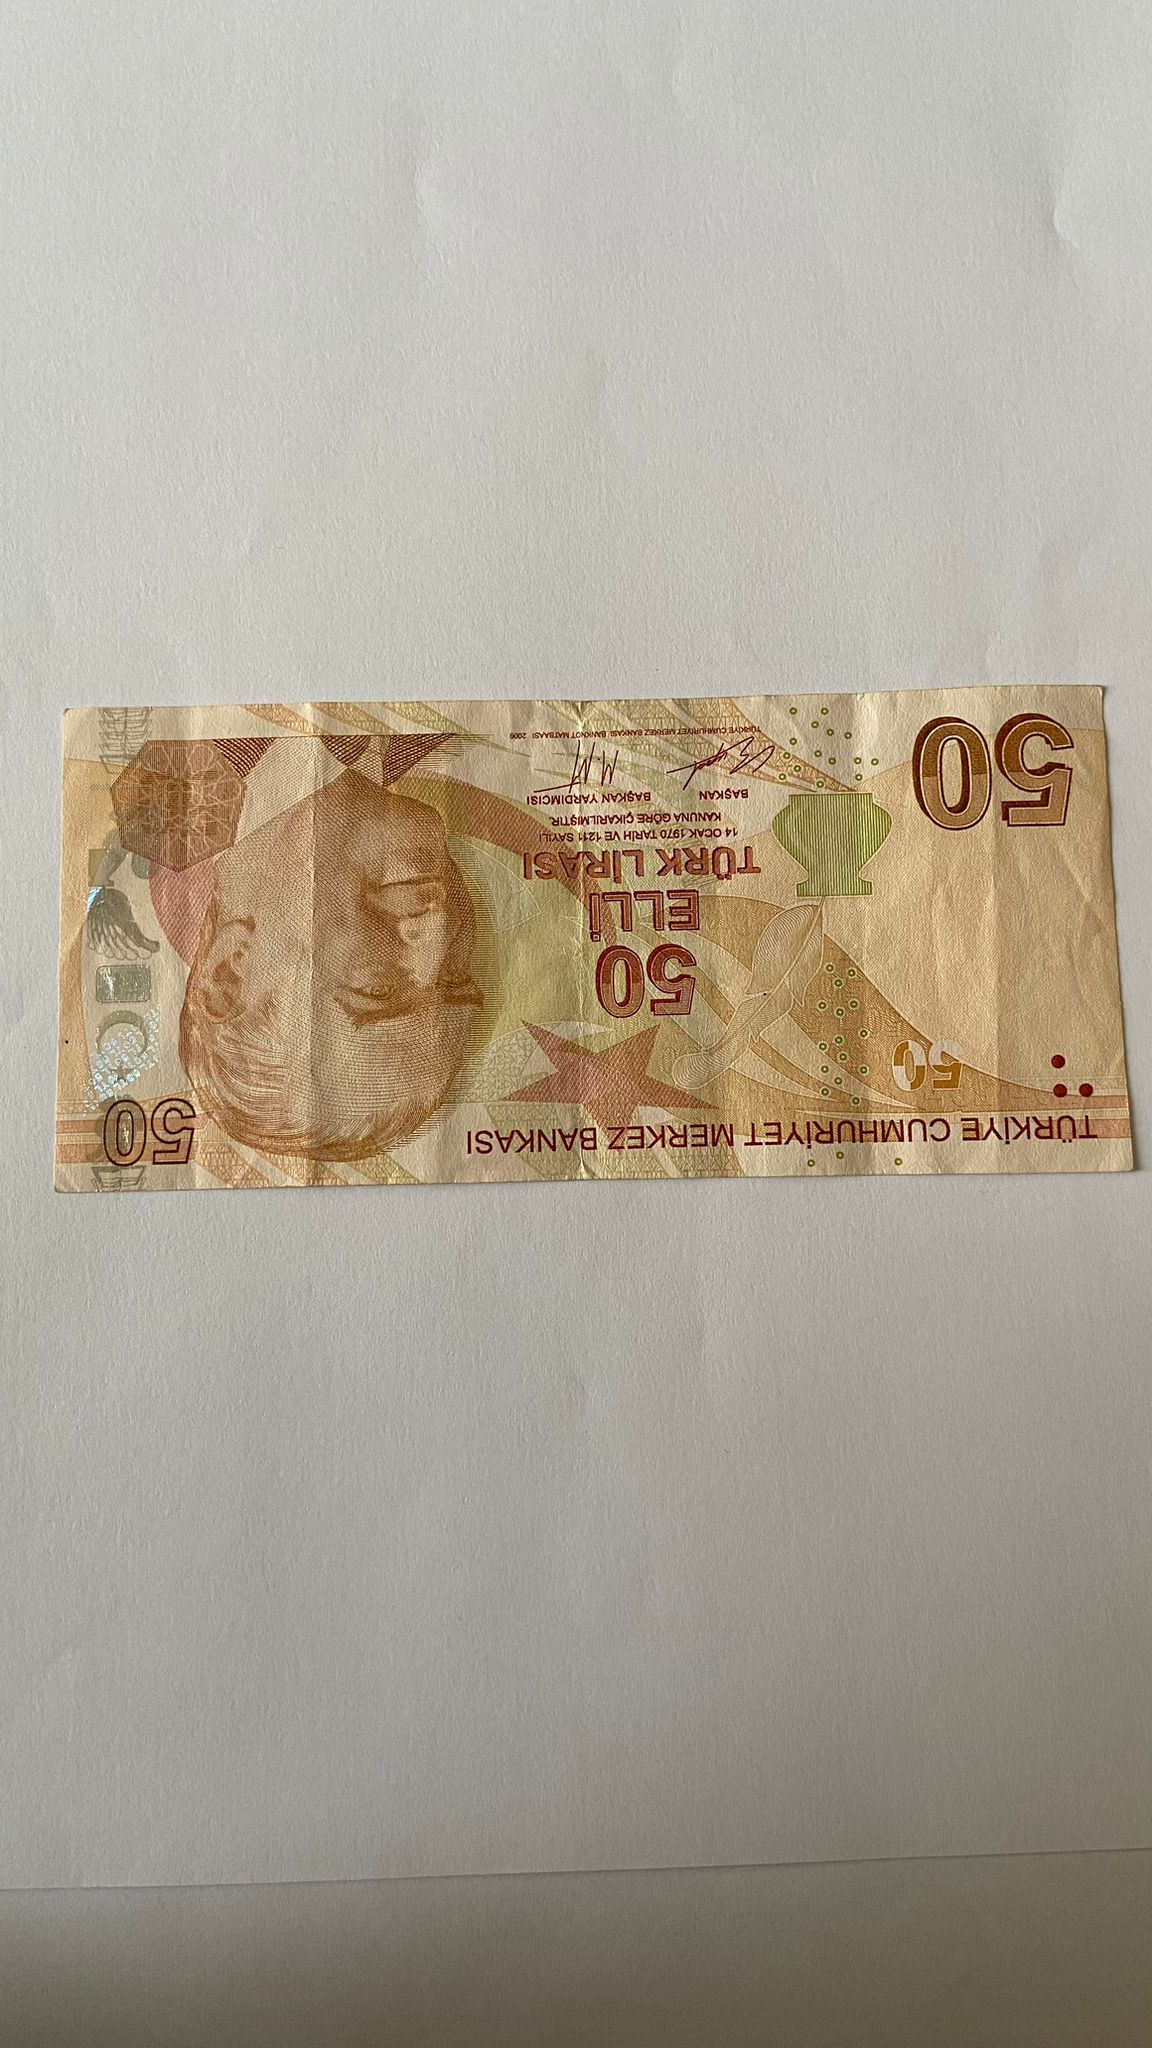 TÜRKİYE CUMHURİYET MERKEZ BANKASI
50
50
50
ELLİ
TÜRK LİRASI
14 OCAK 1970 TARİH VE 1211 SAYILI
KANUNA GÖRE ÇIKARILMIŞTIR.
BAŞKAN BAŞKAN YARDIMCISI
TÜRKİYE CUMHURİYET MERKEZ BANKASI BANKNOT MATBAASI 2009
50